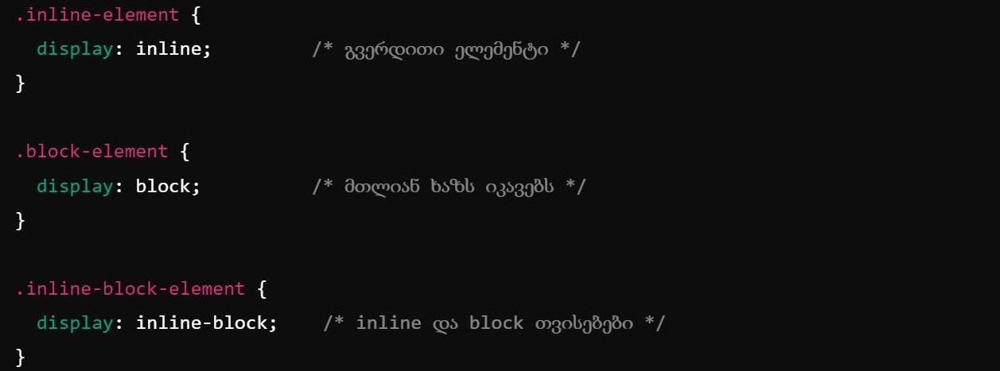 .inline-element {
  display: inline;         /* გვერდითი ელემენტი */
}
.block-element {
  display: block;          /* მთლიან ხაზს იკავებს */
}
.inline-block-element {
  display: inline-block;    /* inline და block თვისებები */
}